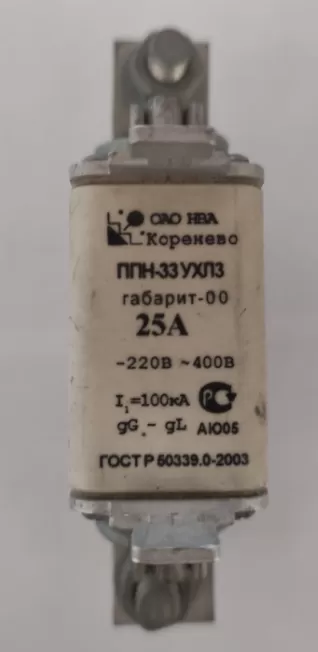 ОАО НВА
Коренево
ППН-33 УХЛ3
габарит-00
25А
-220В ~400В
I₁=100кА
gG - gL АЮ05
ГОСТ Р 50339.0-2003